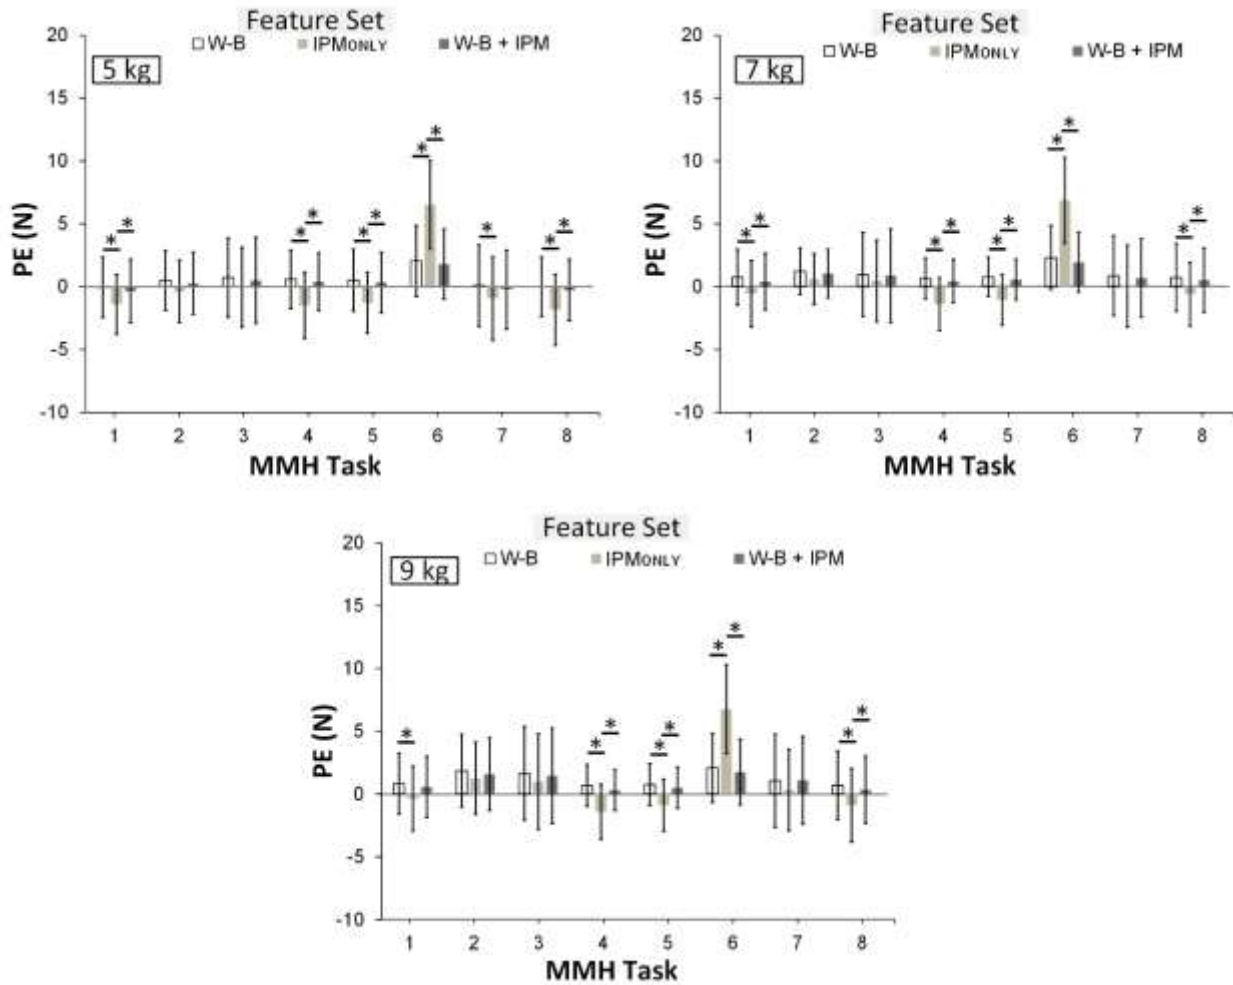 Feature Set
W-B IPMONLY W-B + IPM
5 kg
20
15
10
5
0
-5
-10
PE (N)
* * * * * * * * * * *
1 2 3 4 5 6 7 8
MMH Task
Feature Set
W-B IPMONLY W-B + IPM
7 kg
20
15
10
5
0
-5
-10
PE (N)
* * * * * * * * * *
1 2 3 4 5 6 7 8
MMH Task
Feature Set
W-B IPMONLY W-B + IPM
9 kg
20
15
10
5
0
-5
-10
PE (N)
* * * * * * * * *
1 2 3 4 5 6 7 8
MMH Task